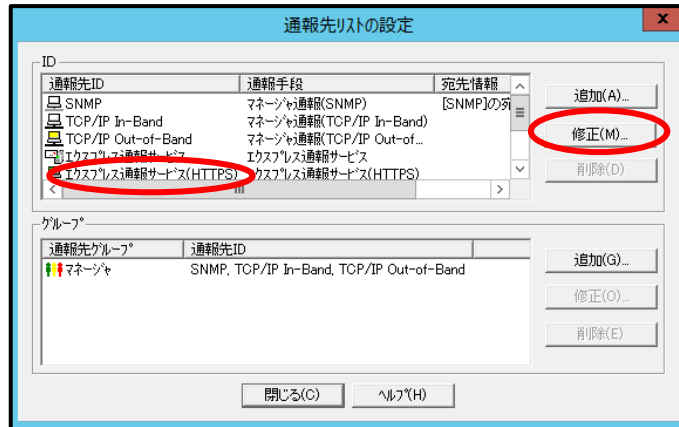 通報先リストの設定
x
ID
通報先ID 通報手段 宛先情報
SNMP マネージャ通報(SNMP) [SNMP]の宛
TCP/IP In-Band マネージャ通報(TCP/IP In-Band)
TCP/IP Out-of-Band マネージャ通報(TCP/IP Out-of...
エクスプレス通報サービス エクスプレス通報サービス
エクスプレス通報サービス(HTTPS) エクスプレス通報サービス(HTTPS)
追加(A)...
修正(M)...
削除(D)
グループ
通報先グループ 通報先ID
マネージャ SNMP, TCP/IP In-Band, TCP/IP Out-of-Band
追加(G)...
修正(O)...
削除(E)
閉じる(C) ヘルプ(H)